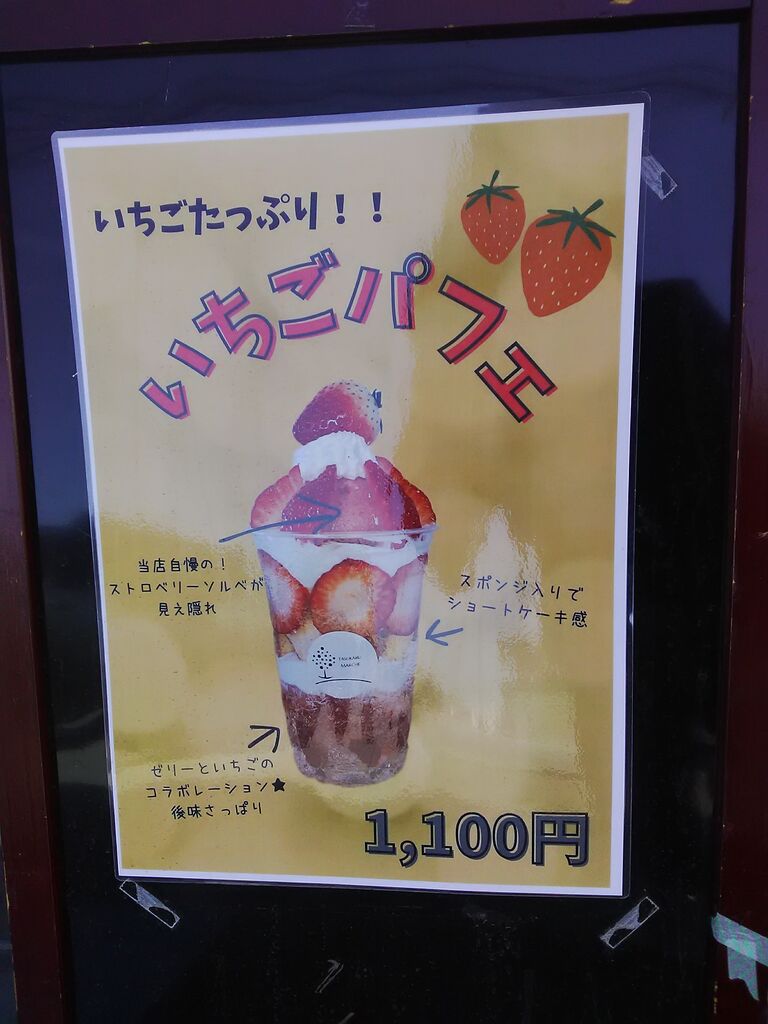 いちごたっぷり！！
いちごパフェ
当店自慢の！
ストロベリーソルベが
見え隠れ
スポンジ入りで
ショートケーキ感
ゼリーといちごの
コラボレーション★
後味さっぱり
1,100円